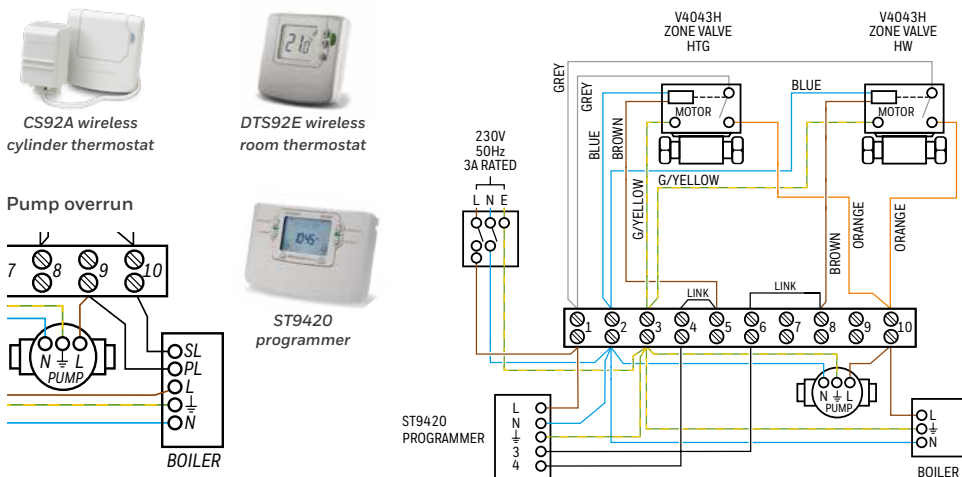 CS92A wireless
cylinder thermostat
DTS92E wireless
room thermostat
Pump overrun
7 8 9 10
N L
PUMP
SL
PL
L
N
BOILER
ST9420
programmer
V4043H
ZONE VALVE
HTG
V4043H
ZONE VALVE
HW
GREY
GREY
BLUE
BROWN
MOTOR
BLUE
MOTOR
230V
50Hz
3A RATED
L N E
G/YELLOW
G/YELLOW
BROWN
ORANGE
ORANGE
LINK
LINK
1 2 3 4 5 6 7 8 9 10
N L
PUMP
ST9420
PROGRAMMER
L
N
3
4
L
N
BOILER